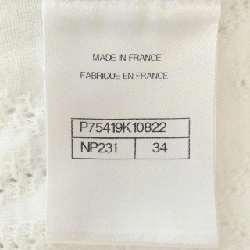 MADE IN FRANCE
FABRIQUE EN FRANCE
P75419K10822
NP231 34